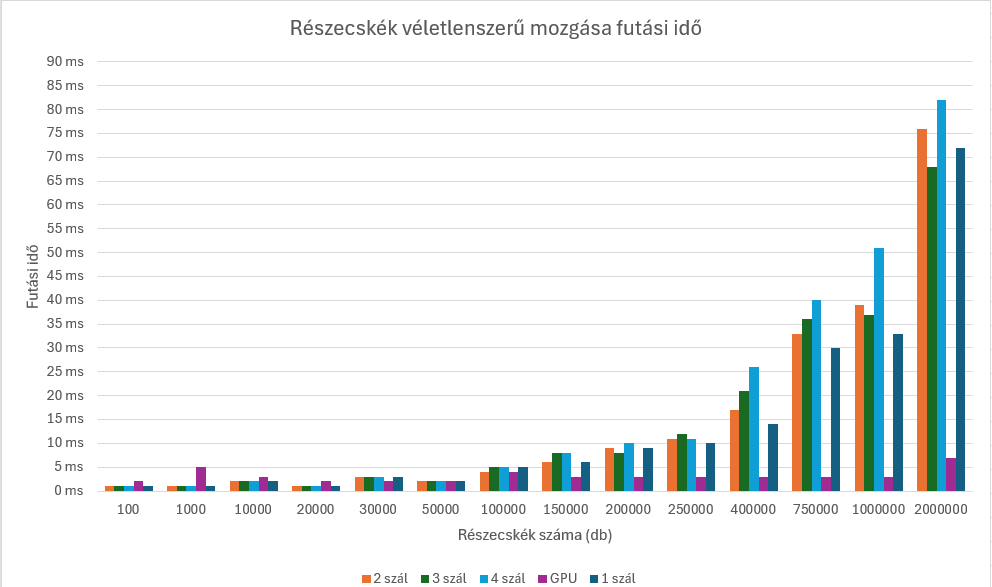 Részecskék véletlenszerű mozgása futási idő
90 ms
85 ms
80 ms
75 ms
70 ms
65 ms
60 ms
55 ms
50 ms
45 ms
40 ms
35 ms
30 ms
25 ms
20 ms
15 ms
10 ms
5 ms
0 ms
Futási idő
100 1000 10000 20000 30000 50000 100000 150000 200000 250000 400000 750000 1000000 2000000
Részecskék száma (db)
2 szál 3 szál 4 szál GPU 1 szál